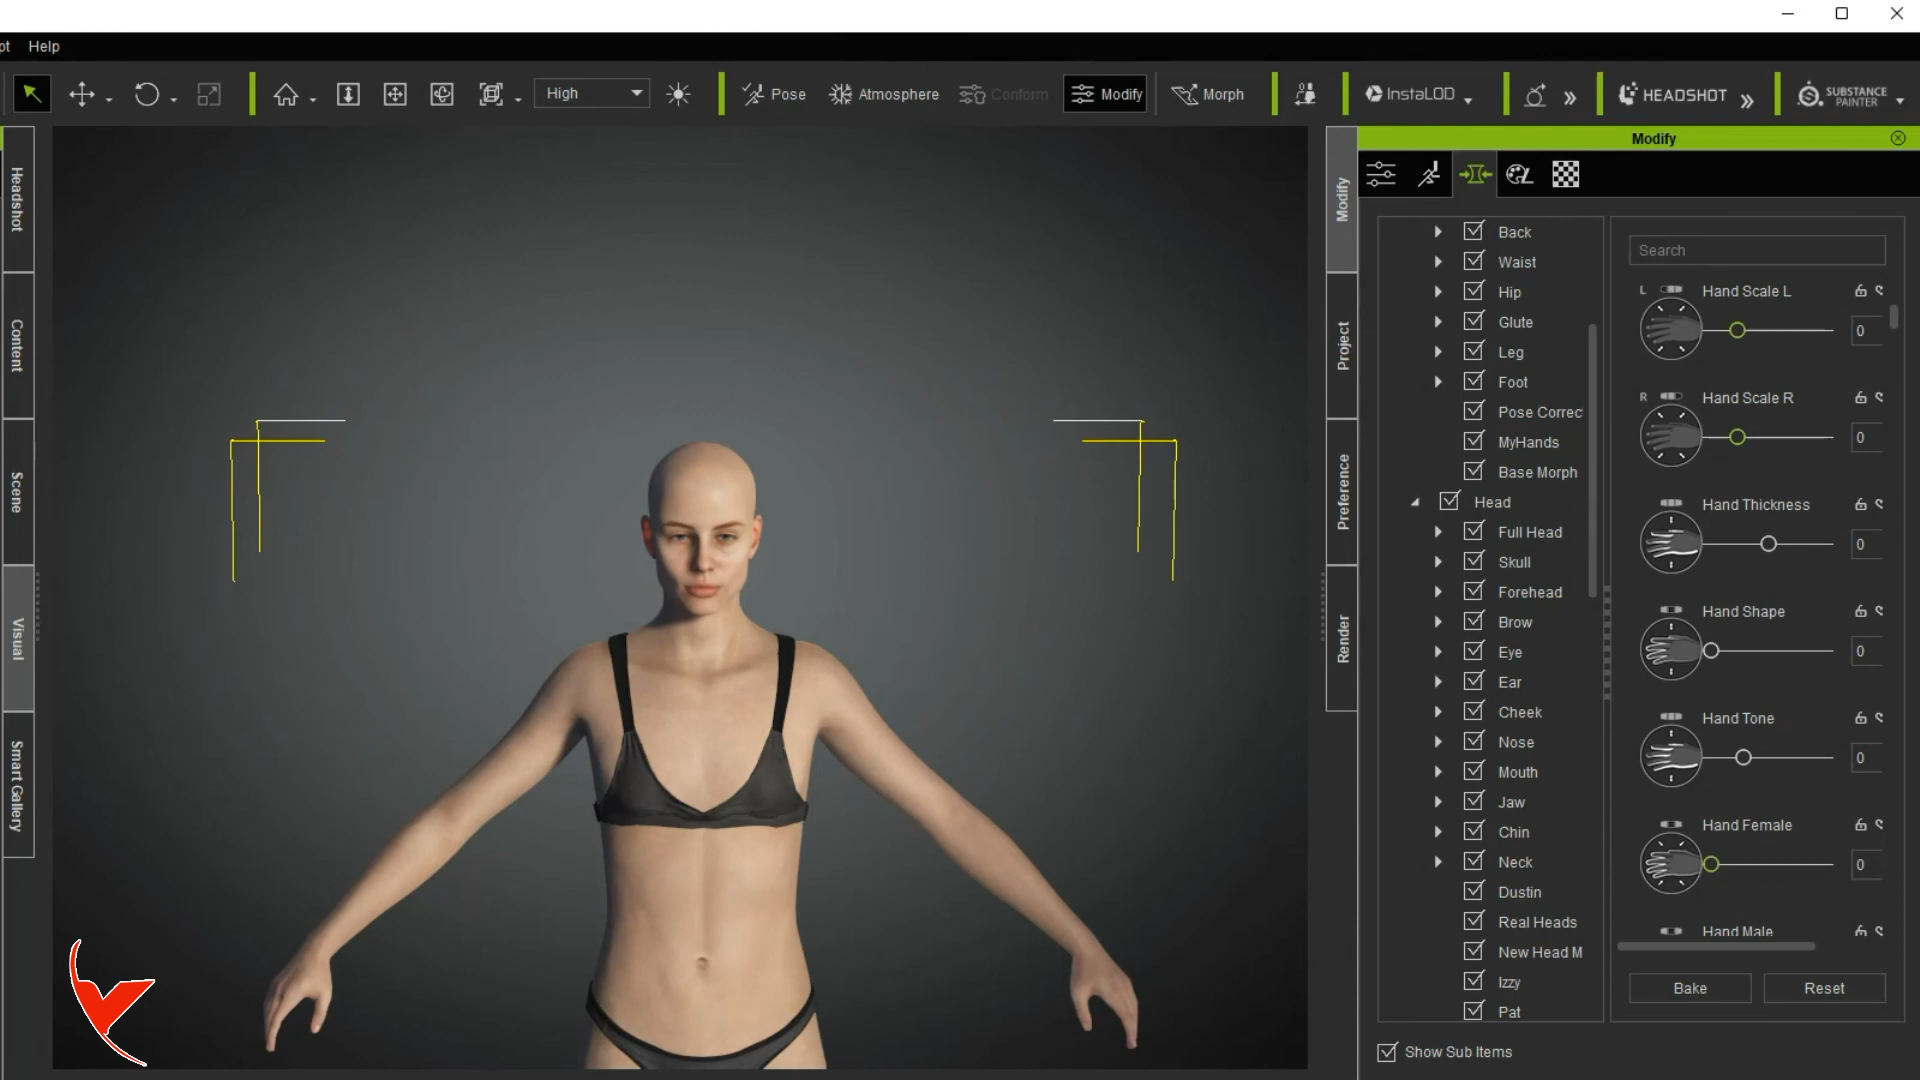 pt Help
High
Pose
Atmosphere
Conform
Modify
Morph
INSTALOD
HEADSHOT
SUBSTANCE
PAINTER
Headshot
Content
Scene
Visual
Smart Gallery
Modify
Project
Preference
Render
Modify
Back
Waist
Hip
Glute
Leg
Foot
Pose Correc
MyHands
Base Morph
Head
Full Head
Skull
Forehead
Brow
Eye
Ear
Cheek
Nose
Mouth
Jaw
Chin
Neck
Dustin
Real Heads
New Head M
Izzy
Pat
Show Sub Items
Search
L Hand Scale L
0
R Hand Scale R
0
Hand Thickness
0
Hand Shape
0
Hand Tone
0
Hand Female
0
Hand Male
Bake Reset